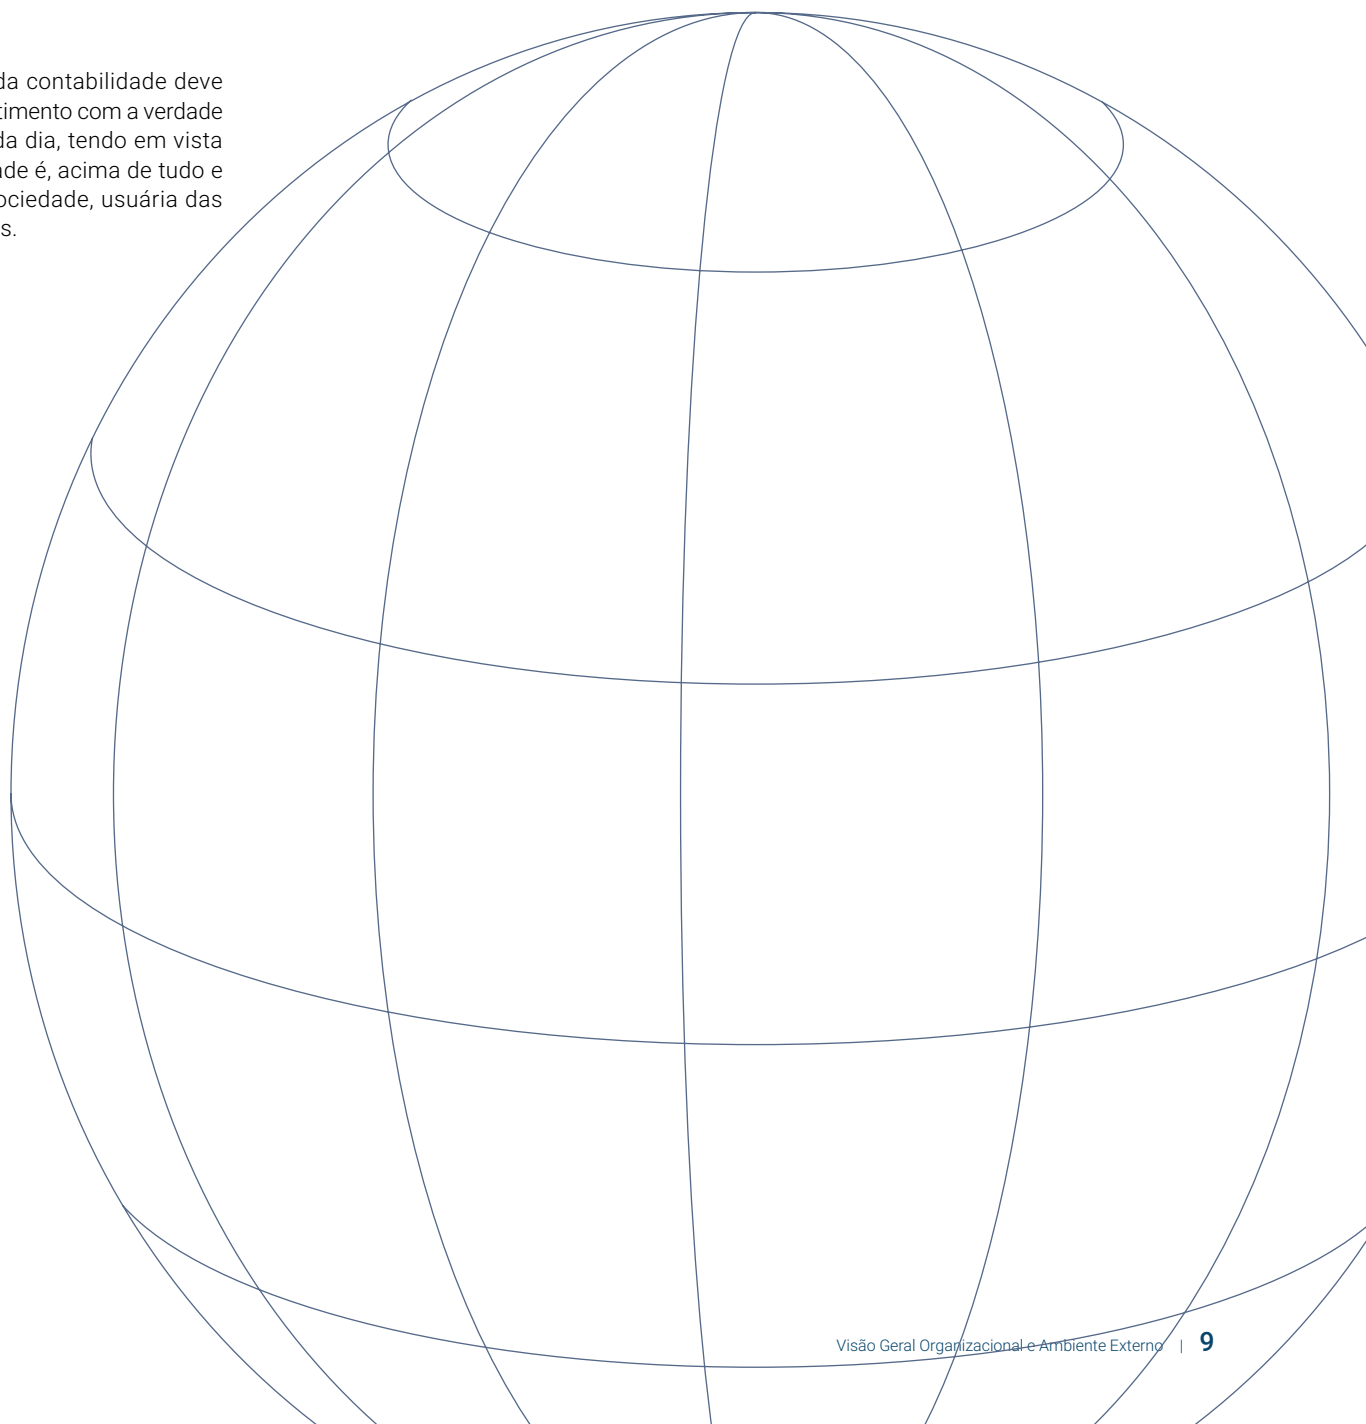 da contabilidade deve
timento com a verdade
da dia, tendo em vista
ade é, acima de tudo e
ociedade, usuária das
s.
Visão Geral Organizacional e Ambiente Externo | 9